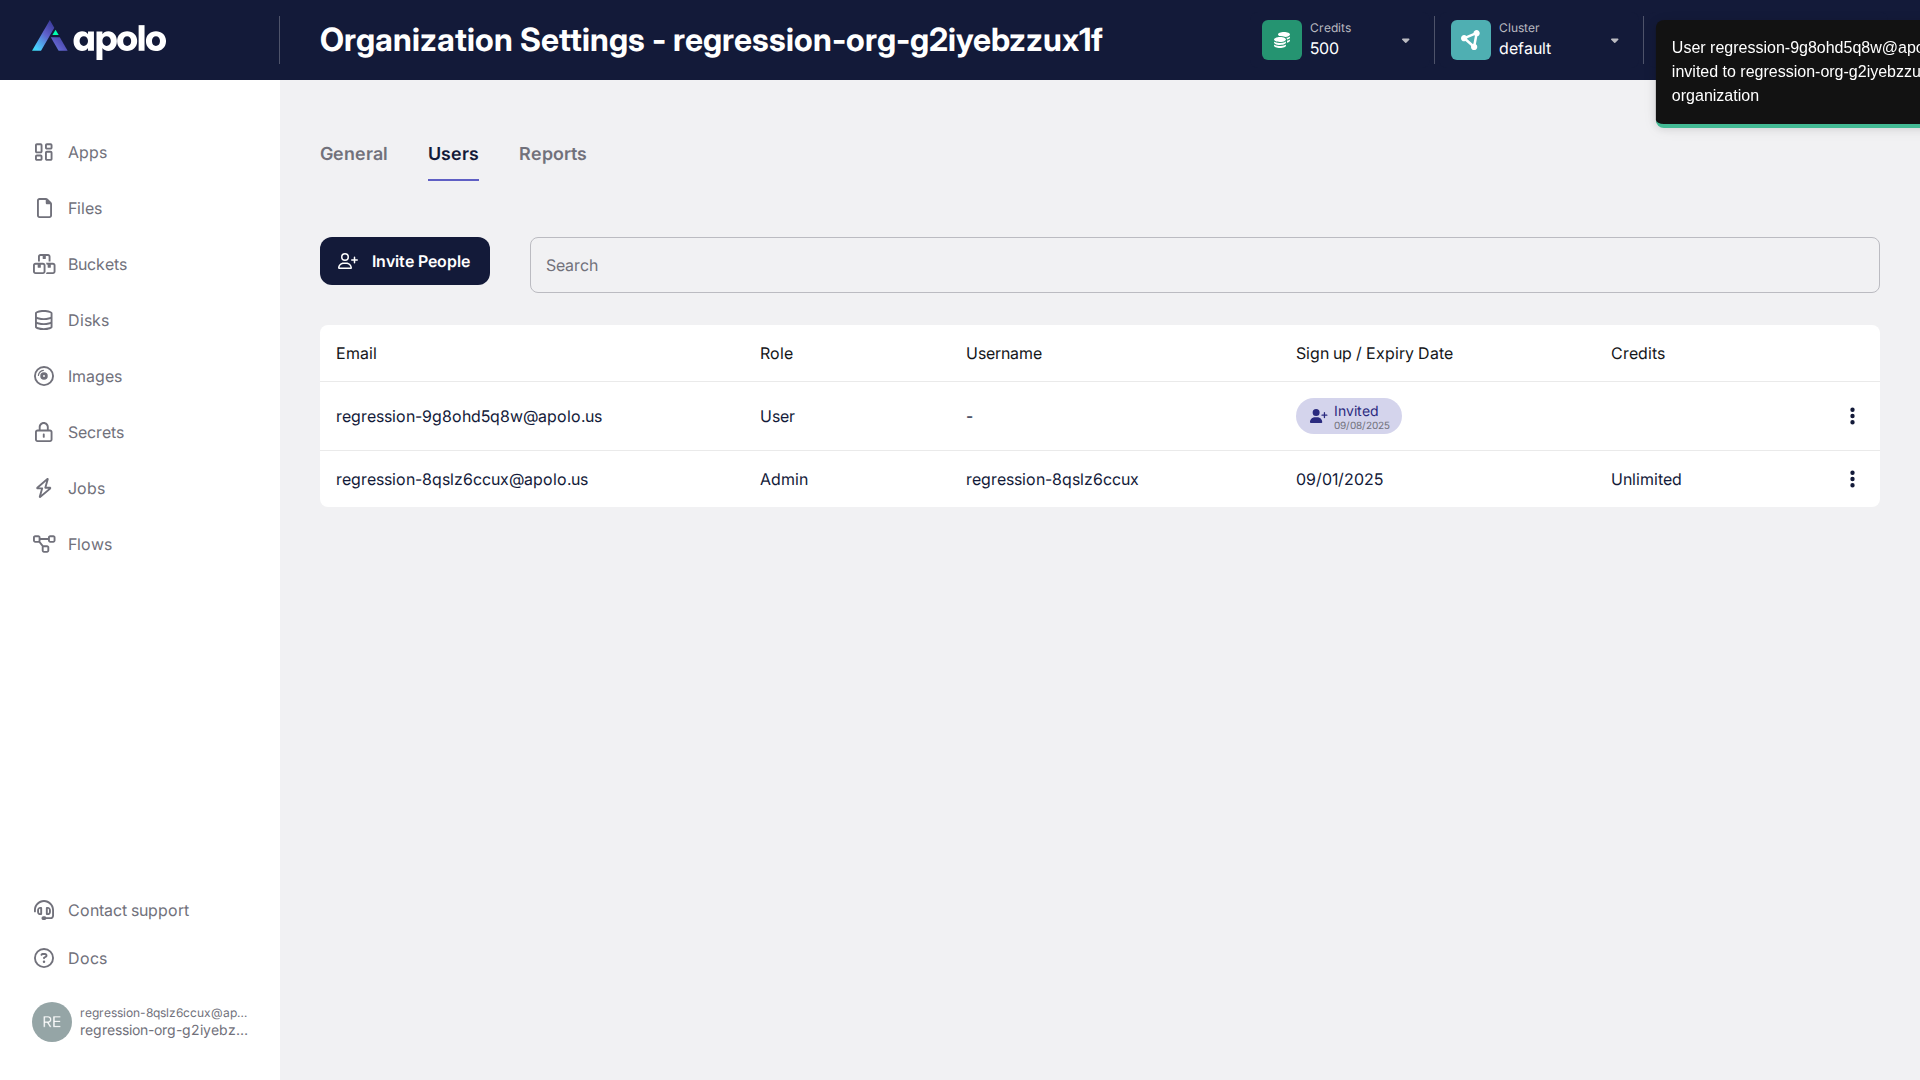 apolo
Organization Settings - regression-org-g2iyebzzux1f
Credits
500
Cluster
default
User regression-9g8ohd5q8w@apo
invited to regression-org-g2iyebzzu
organization
Apps
Files
Buckets
Disks
Images
Secrets
Jobs
Flows
General Users Reports
Invite People
Search
Email Role Username Sign up / Expiry Date Credits
regression-9g8ohd5q8w@apolo.us User - Invited
09/08/2025
regression-8qslz6ccux@apolo.us Admin regression-8qslz6ccux 09/01/2025 Unlimited
Contact support
Docs
RE
regression-8qslz6ccux@ap...
regression-org-g2iyebz...